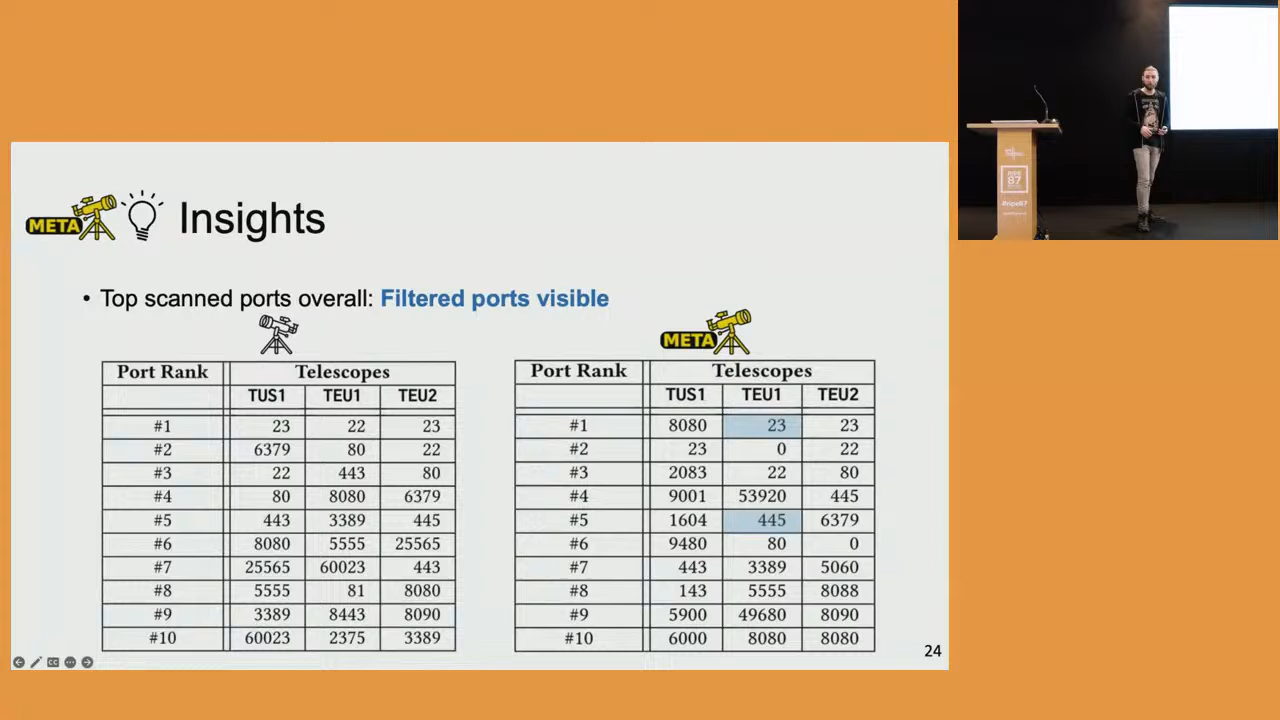 META Insights
• Top scanned ports overall: Filtered ports visible
Port Rank Telescopes
TUS1 TEU1 TEU2
#1 23 22 23
#2 6379 80 22
#3 22 443 80
#4 80 8080 6379
#5 443 3389 445
#6 8080 5555 25565
#7 25565 60023 443
#8 5555 81 8080
#9 3389 8443 8090
#10 60023 2375 3389
META
Port Rank Telescopes
TUS1 TEU1 TEU2
#1 8080 23 23
#2 23 0 22
#3 2083 22 80
#4 9001 53920 445
#5 1604 445 6379
#6 9480 80 0
#7 443 3389 5060
#8 143 5555 8088
#9 5900 49680 8090
#10 6000 8080 8080
CC
24
87
#ripe87